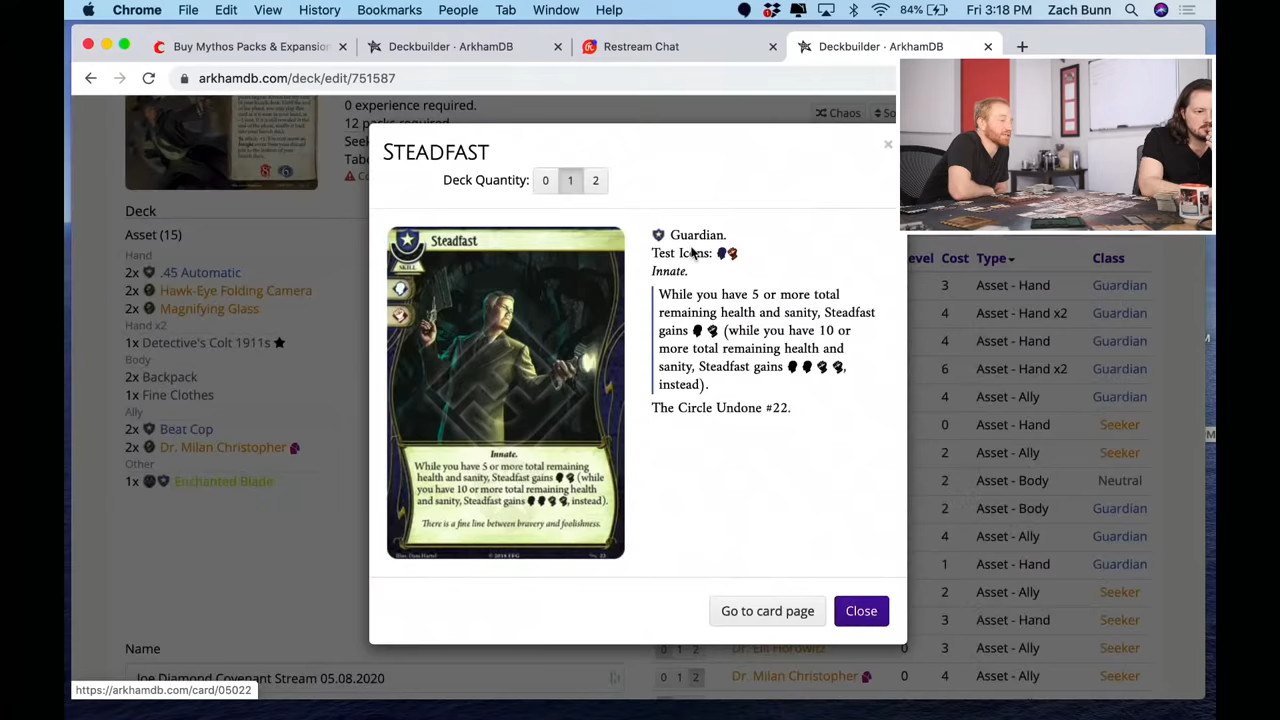 Chrome File Edit View History Bookmarks People Tab Window Help 84% Fri 3:18 PM Zach Bunn
Buy Mythos Packs & Expansion Deckbuilder · ArkhamDB Restream Chat Deckbuilder · ArkhamDB
arkhamdb.com/deck/edit/751587
0 experience required.
12 packs required.
Chaos
STEADFAST
Deck Quantity: 0 1 2
Deck
Asset (15)
Hand
2x .45 Automatic
2x Hawk-Eye Folding Camera
2x Magnifying Glass
Hand x2
1x Detective's Colt 1911s
Body
2x Backpack
1x Fine Clothes
Ally
2x Beat Cop
2x Dr. Milan Christopher
Other
1x Enchanted Blade
Name
Joe Diamond Covenant Stream 05.08.2020
https://arkhamdb.com/card/05022
Steadfast
SKILL
Innate.
While you have 5 or more total remaining
health and sanity, Steadfast gains (while
you have 10 or more total remaining health
and sanity, Steadfast gains , instead).
There is a fine line between bravery and foolishness.
Guardian.
Test Icons:
Innate.
While you have 5 or more total
remaining health and sanity, Steadfast
gains (while you have 10 or
more total remaining health and
sanity, Steadfast gains ,
instead).
The Circle Undone #22.
Go to card page Close
Cost Type Class
3 Asset - Hand Guardian
4 Asset - Hand x2 Guardian
4 Asset - Hand Guardian
6 Asset - Hand x2 Guardian
4 Asset - Ally Guardian
0 Asset - Hand Seeker
2 Asset - Ally Seeker
2 Asset - Body Neutral
2 Asset - Body Guardian
4 Asset - Ally Guardian
1 Asset - Hand Guardian
2 Asset - Ally Seeker
3 Asset - Hand Seeker
0 1 2 Dr. Elli Horowitz 0 3 Asset - Ally Seeker
0 1 2 Dr. Milan Christopher 0 4 Asset - Ally Seeker